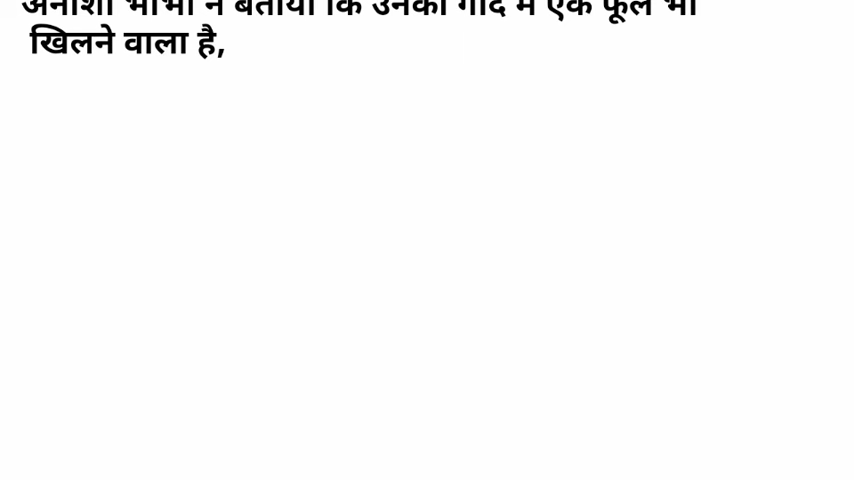 अनीशा भाभी ने बताया कि उनकी गोद में एक फूल भी
खिलने वाला है,